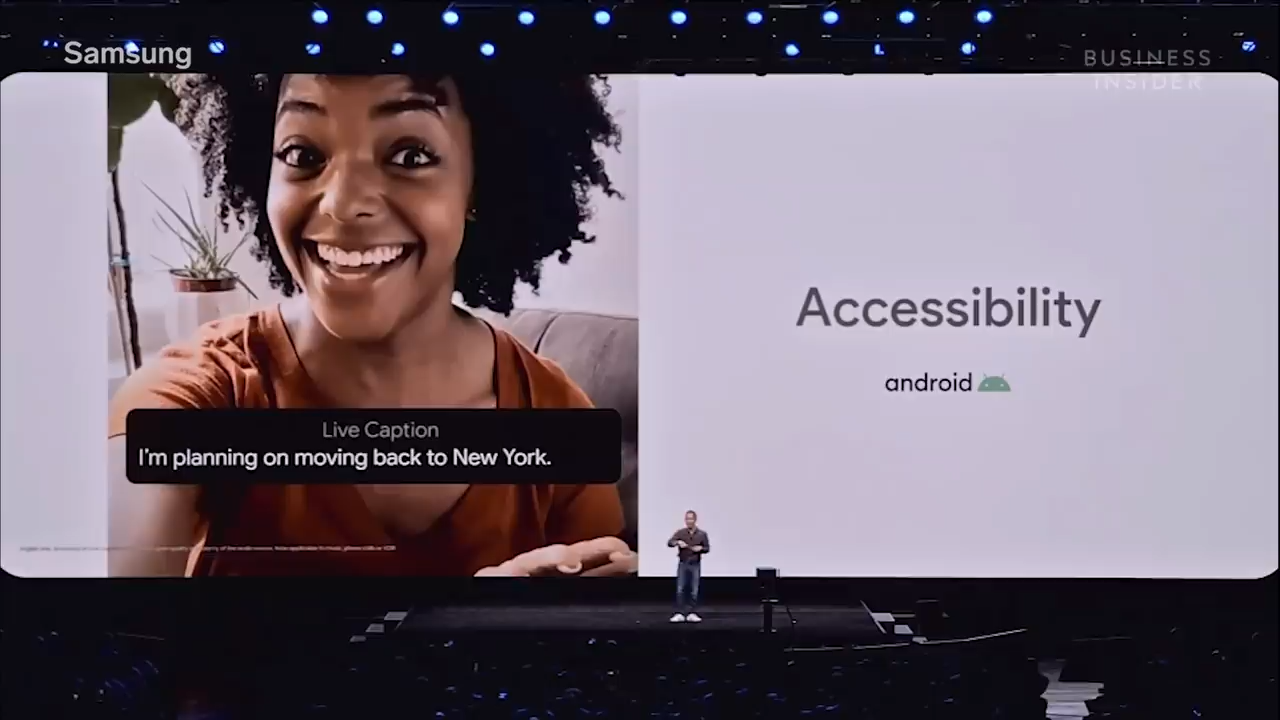 Samsung
BUSINESS
INSIDER
Accessibility
android
Live Caption
I'm planning on moving back to New York.